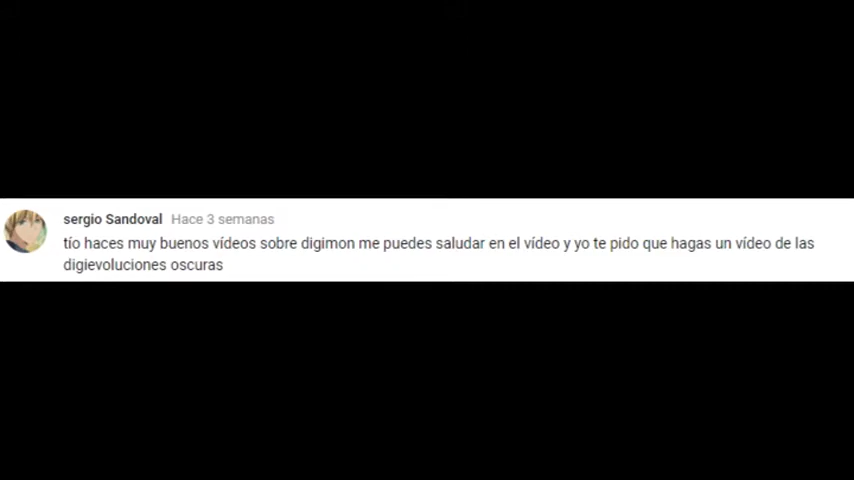 sergio Sandoval Hace 3 semanas
tío haces muy buenos vídeos sobre digimon me puedes saludar en el vídeo y yo te pido que hagas un vídeo de las
digievoluciones oscuras